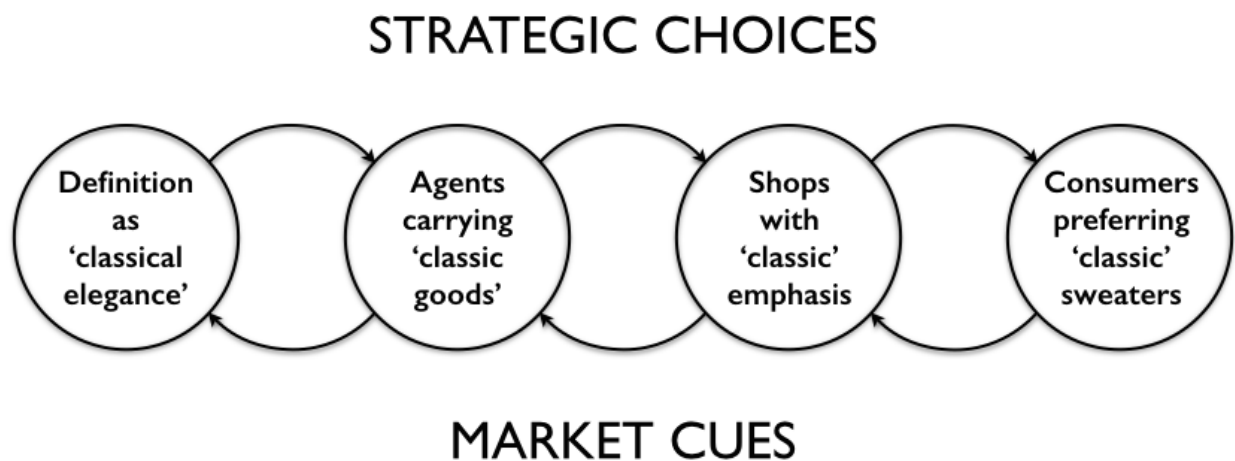 STRATEGIC CHOICES
Definition
as
‘classical
elegance’
Agents
carrying
‘classic
goods’
Shops
with
‘classic’
emphasis
Consumers
preferring
‘classic’
sweaters
MARKET CUES